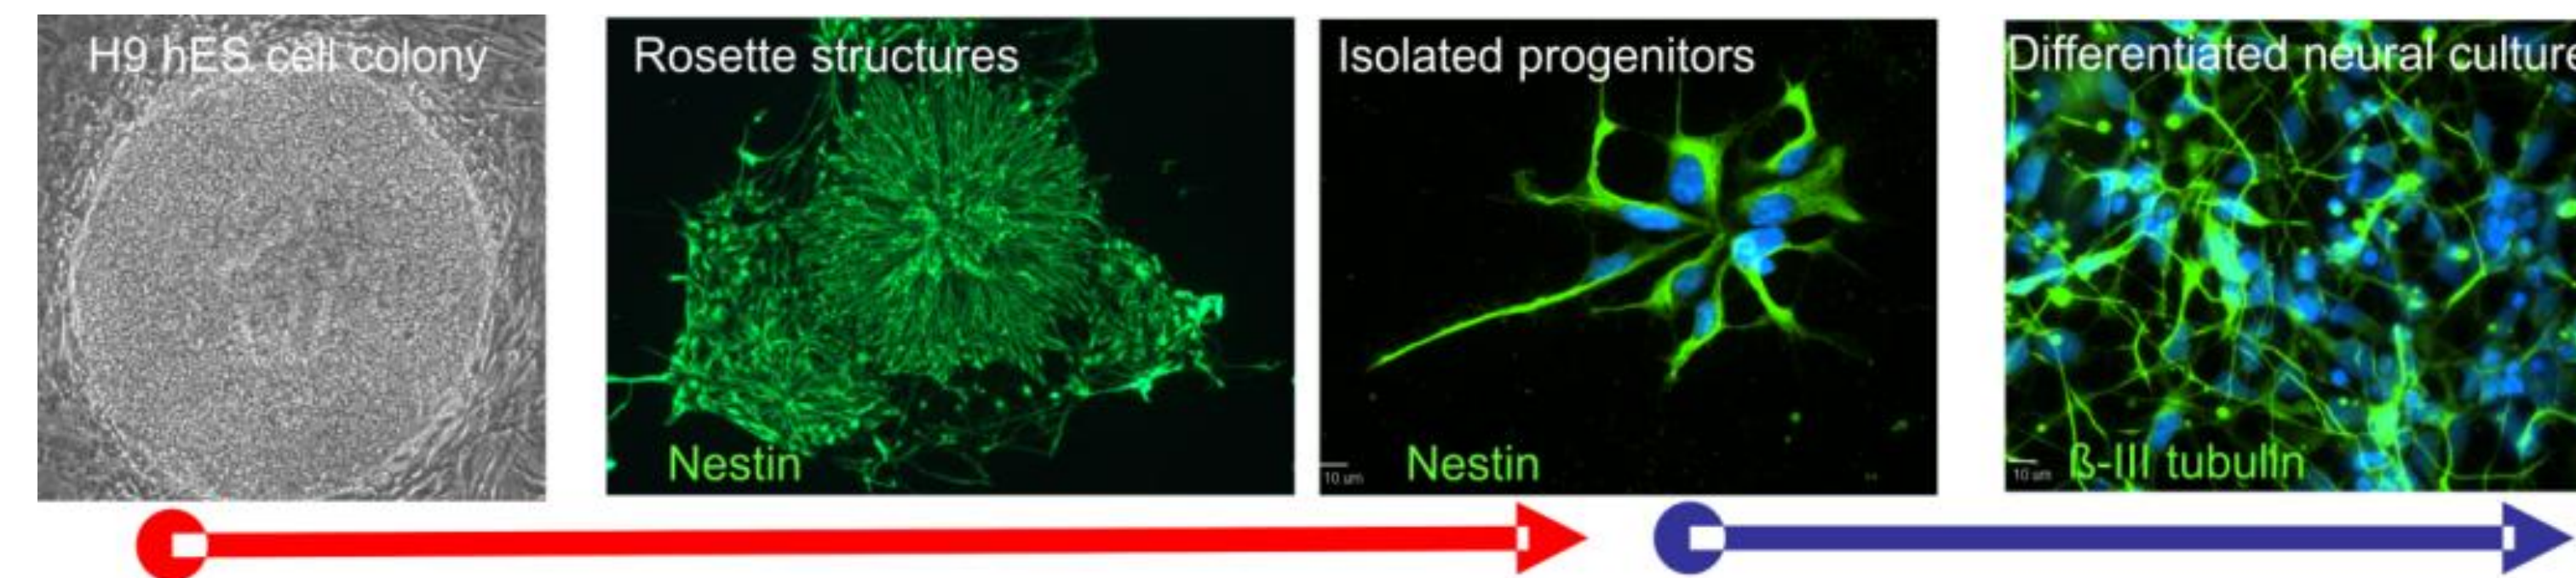 H9 hES cell colony
Rosette structures
Isolated progenitors
Differentiated neural culture
Nestin
Nestin
ß-III tubulin
10 um
10 um